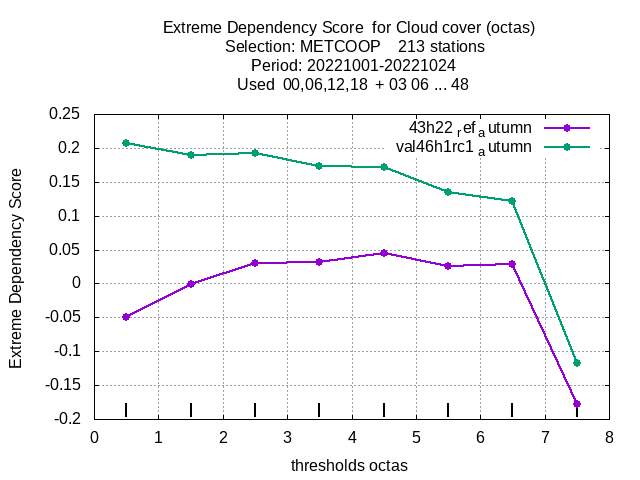 Extreme Dependency Score for Cloud cover (octas)
Selection: METCOOP 213 stations
Period: 20221001-20221024
Used 00,06,12,18 + 03 06 ... 48
43h22 ref autumn
val46h1rc1 autumn
0.25
0.2
0.15
0.1
0.05
0
-0.05
-0.1
-0.15
-0.2
Extreme Dependency Score
0 1 2 3 4 5 6 7 8
thresholds octas